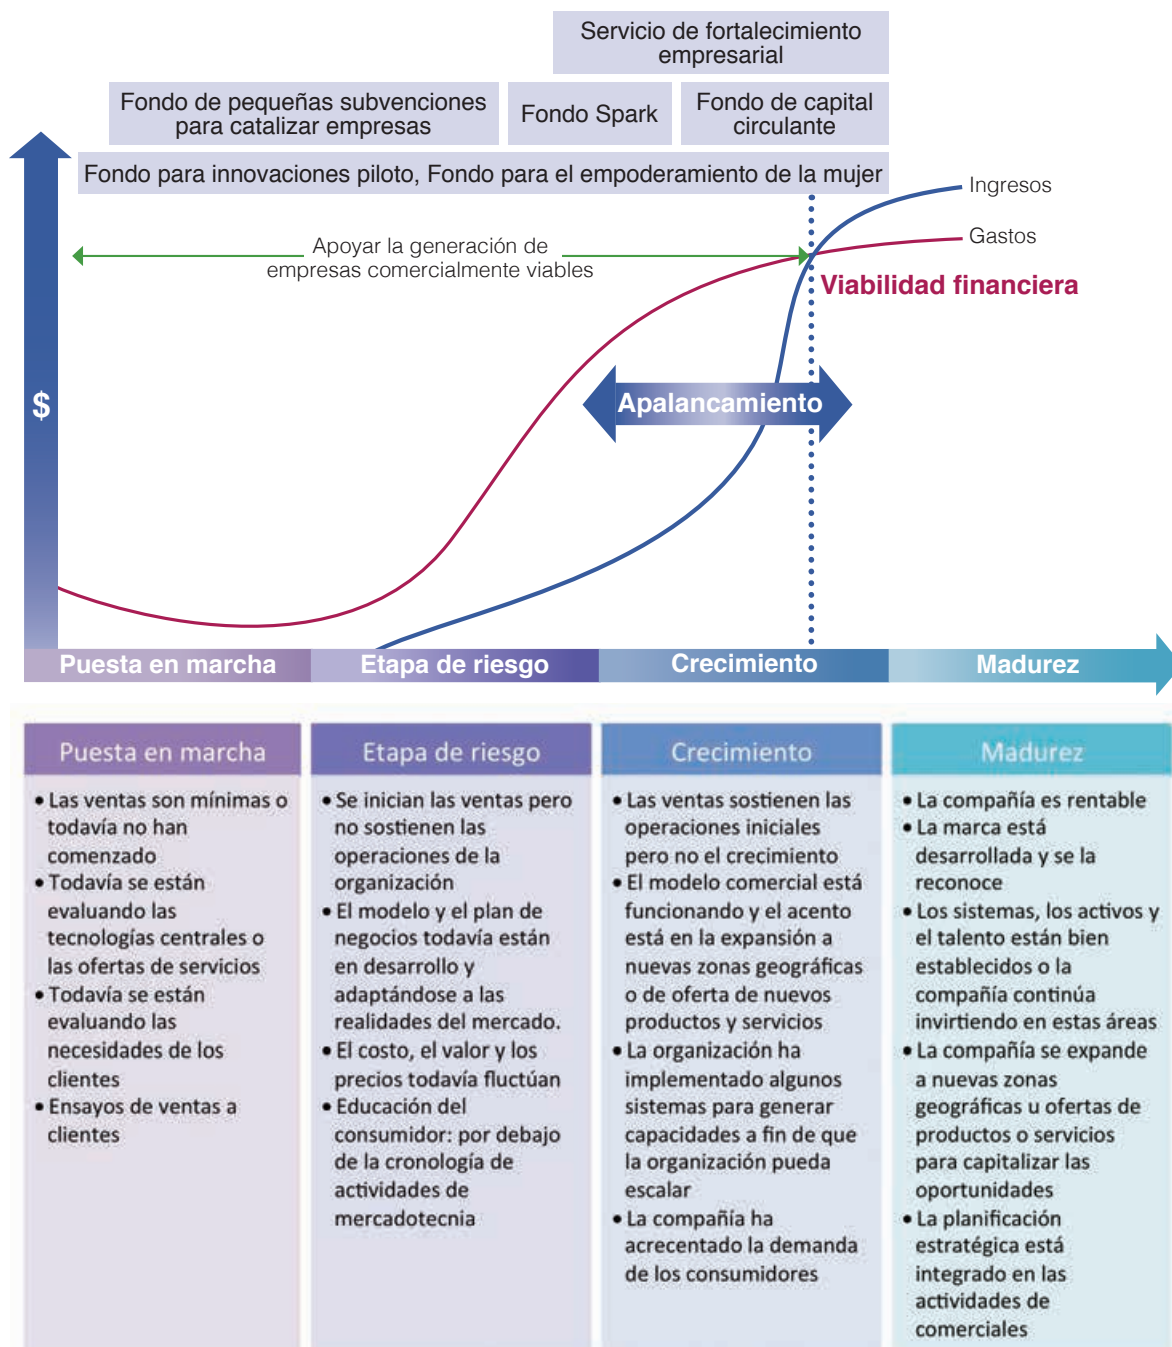 Servicio de fortalecimiento
empresarial
Fondo de pequeñas subvenciones
para catalizar empresas
Fondo Spark
Fondo de capital
circulante
Fondo para innovaciones piloto, Fondo para el empoderamiento de la mujer
Ingresos
Gastos
Apoyar la generación de
empresas comercialmente viables
Viabilidad financiera
$
Apalancamiento
Puesta en marcha
Etapa de riesgo
Crecimiento
Madurez
Puesta en marcha
• Las ventas son mínimas o
todavía no han
comenzado
• Todavía se están
evaluando las
tecnologías centrales o
las ofertas de servicios
• Todavía se están
evaluando las
necesidades de los
clientes
• Ensayos de ventas a
clientes
Etapa de riesgo
• Se inician las ventas pero
no sostienen las
operaciones de la
organización
• El modelo y el plan de
negocios todavía están
en desarrollo y
adaptándose a las
realidades del mercado.
• El costo, el valor y los
precios todavía fluctúan
• Educación del
consumidor: por debajo
de la cronología de
actividades de
mercadotecnia
Crecimiento
• Las ventas sostienen las
operaciones iniciales
pero no el crecimiento
• El modelo comercial está
funcionando y el acento
está en la expansión a
nuevas zonas geográficas
o de oferta de nuevos
productos y servicios
• La organización ha
implementado algunos
sistemas para generar
capacidades a fin de que
la organización pueda
escalar
• La compañía ha
acrecentado la demanda
de los consumidores
Madurez
• La compañía es rentable
• La marca está
desarrollada y se la
reconoce
• Los sistemas, los activos y
el talento están bien
establecidos o la
compañía continúa
invirtiendo en estas áreas
• La compañía se expande
a nuevas zonas
geográficas u ofertas de
productos o servicios
para capitalizar las
oportunidades
• La planificación
estratégica está
integrado en las
actividades de
comerciales